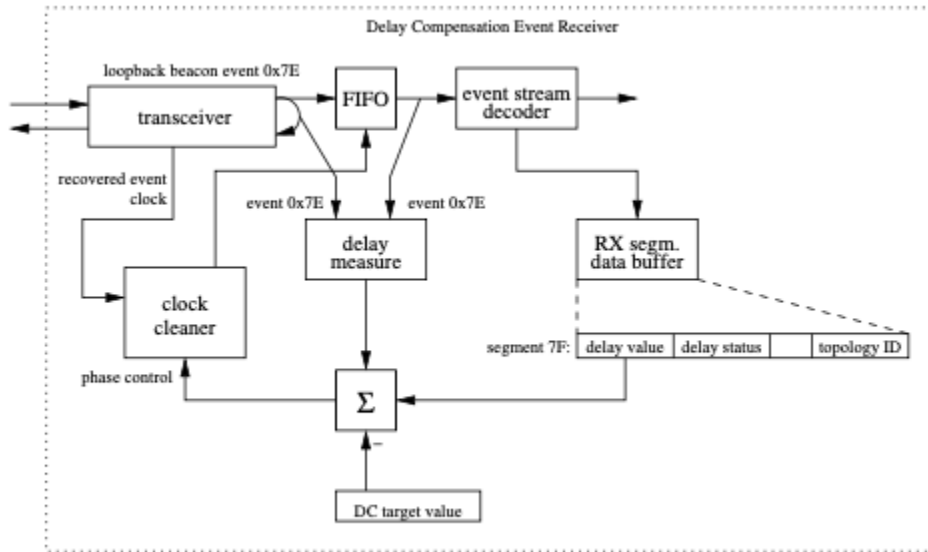 Delay Compensation Event Receiver
loopback beacon event 0x7E
transceiver
FIFO
event stream
decoder
recovered event
clock
event 0x7E
event 0x7E
delay
measure
RX segm.
data buffer
clock
cleaner
segment 7F:
delay value
delay status
topology ID
phase control
Σ
–
DC target value